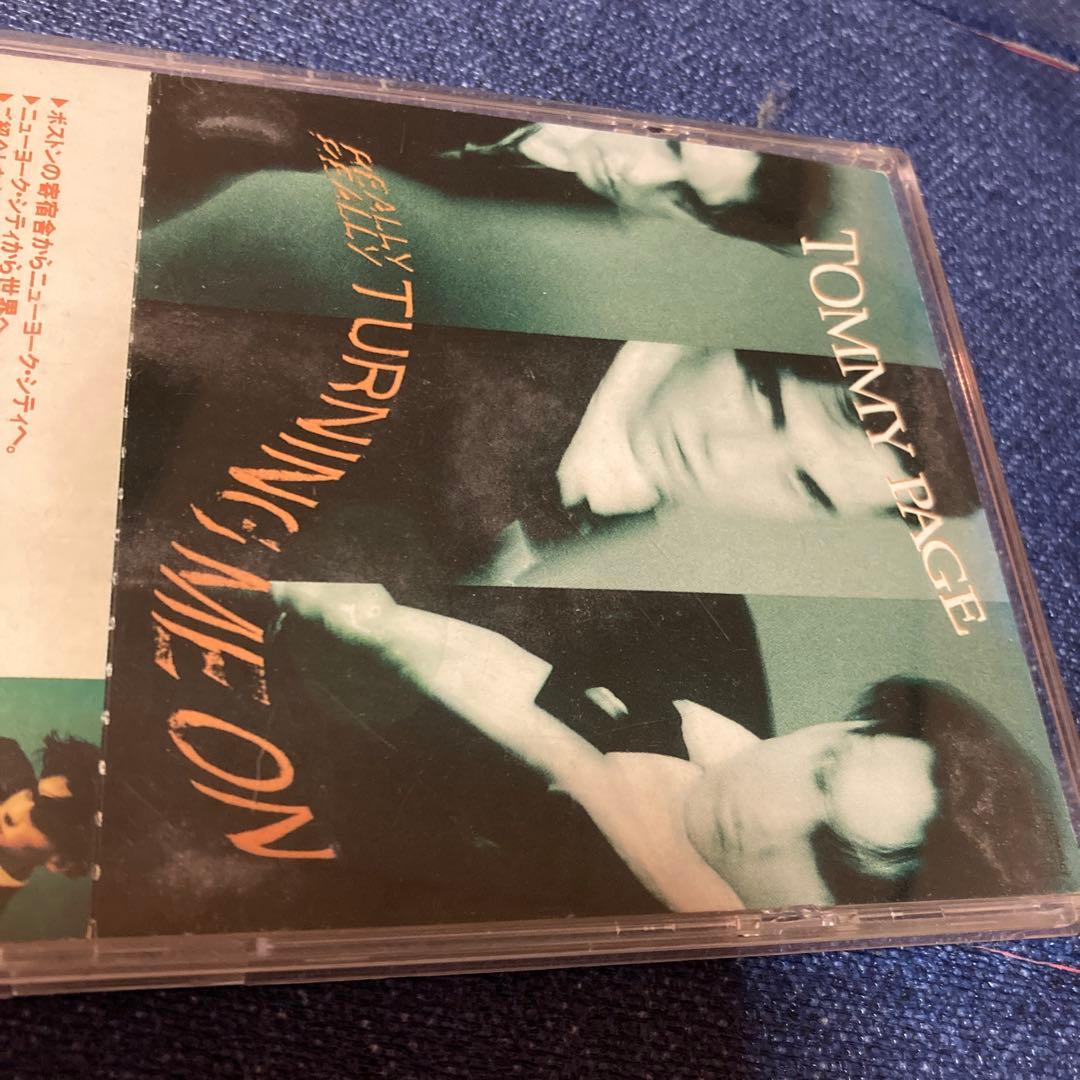 TOMMY PAGE
REALLY
REALLY TURNING ME ON
▶ボストンの寄宿舎からニューヨーク・シティへ。
▶ニューヨーク・シティから世界へ